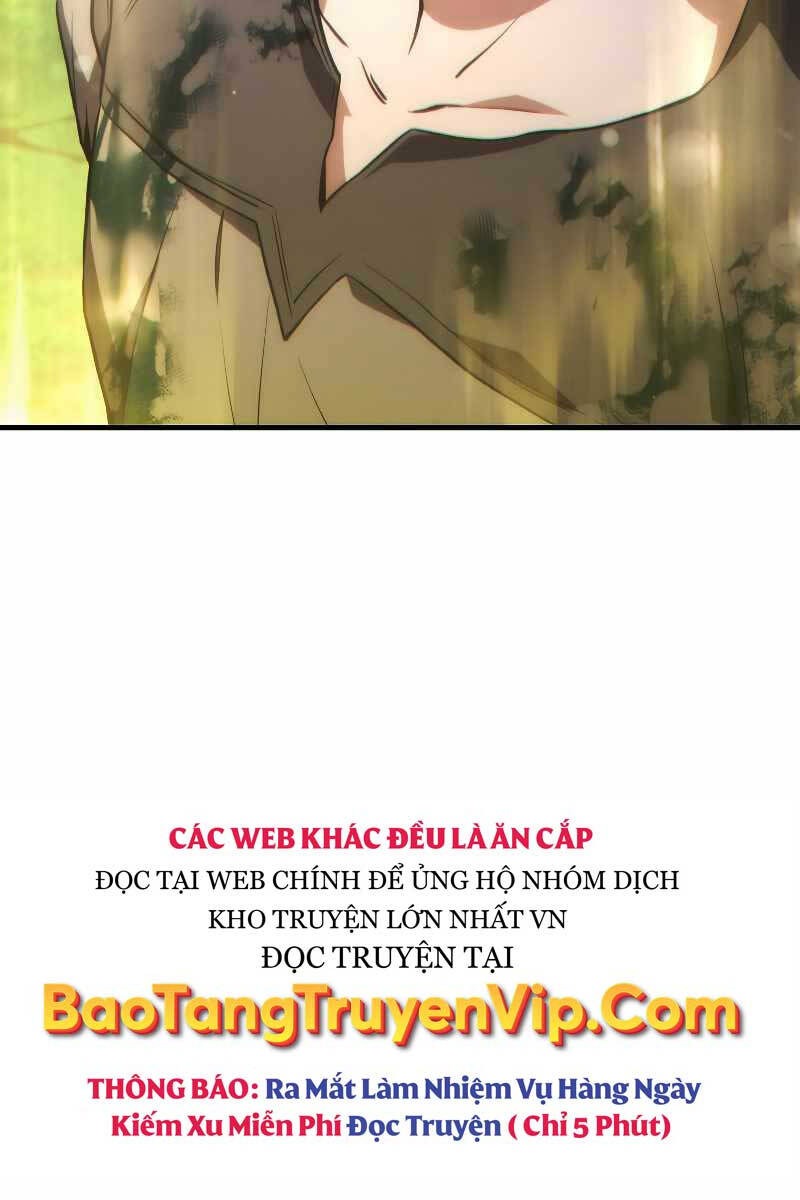 CÁC WEB KHÁC ĐỀU LÀ ĂN CẮP
ĐỌC TẠI WEB CHÍNH ĐỂ ỦNG HỘ NHÓM DỊCH
KHO TRUYỆN LỚN NHẤT VN
ĐỌC TRUYỆN TẠI
BaoTangTruyenVip.Com
THÔNG BÁO: Ra Mắt Làm Nhiệm Vụ Hàng Ngày
Kiếm Xu Miễn Phí Đọc Truyện ( Chỉ 5 Phút)